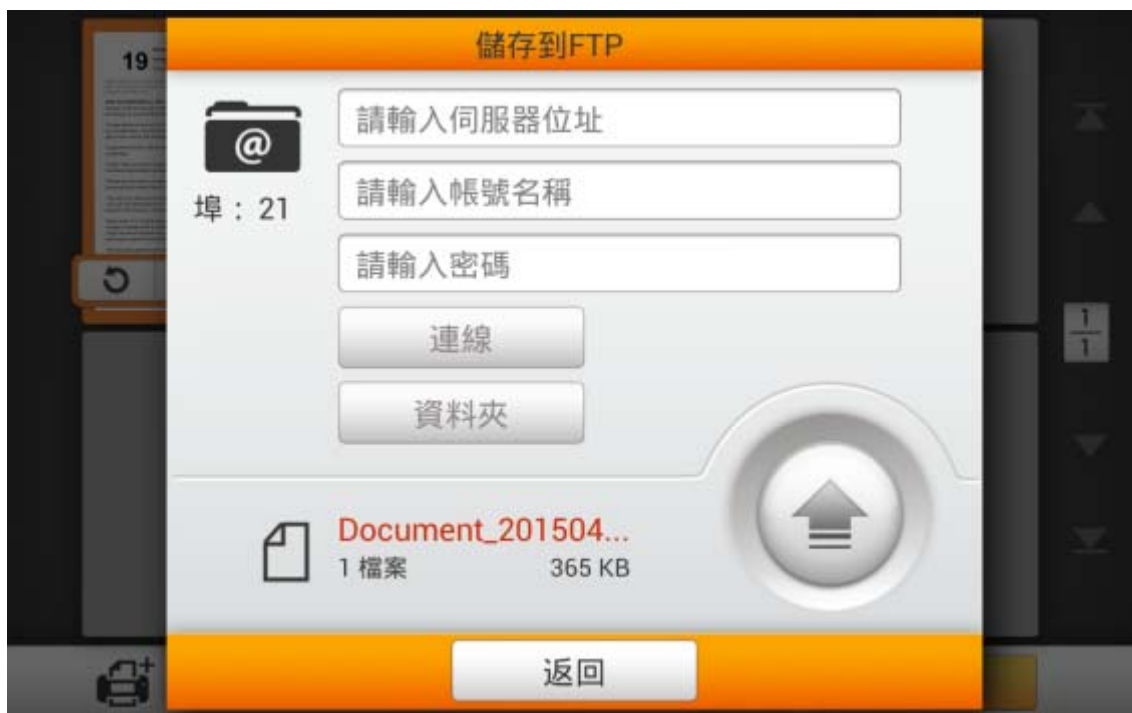 儲存到FTP
19
請輸入伺服器位址
@
請輸入帳號名稱
埠：21
請輸入密碼
連線
資料夾
1
1
Document_201504...
1 檔案 365 KB
返回